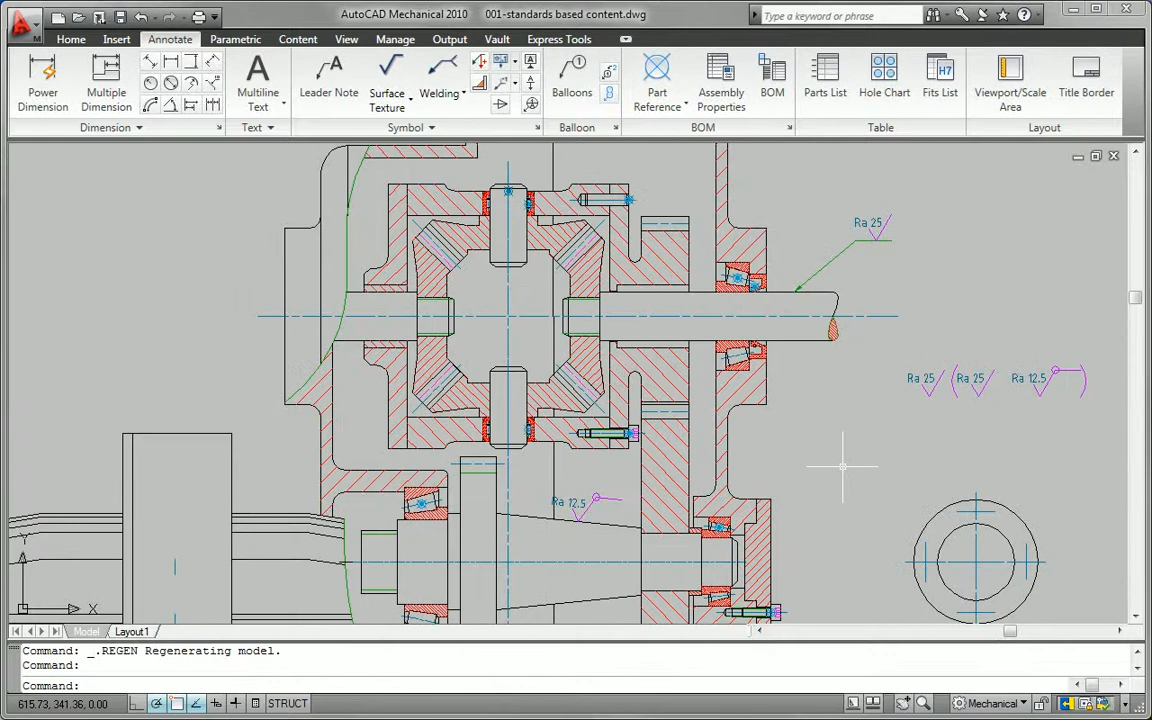 AutoCAD Mechanical 2010 001-standards based content.dwg
Type a keyword or phrase
Home Insert Annotate Parametric Content View Manage Output Vault Express Tools
Power Dimension
Multiple Dimension
Multiline Text
Leader Note
Surface Texture
Welding
Balloons
Part Reference
Assembly Properties
BOM
Parts List
Hole Chart
H7
Fits List
Viewport/Scale Area
Title Border
Dimension Text Symbol Balloon BOM Table Layout
Ra 25
Ra 25 (Ra 25 Ra 12.5 )
Ra 12.5
Y
X
Model Layout1
Command: _.REGEN Regenerating model.
Command:
Command:
615.73, 341.36, 0.00 STRUCT Mechanical